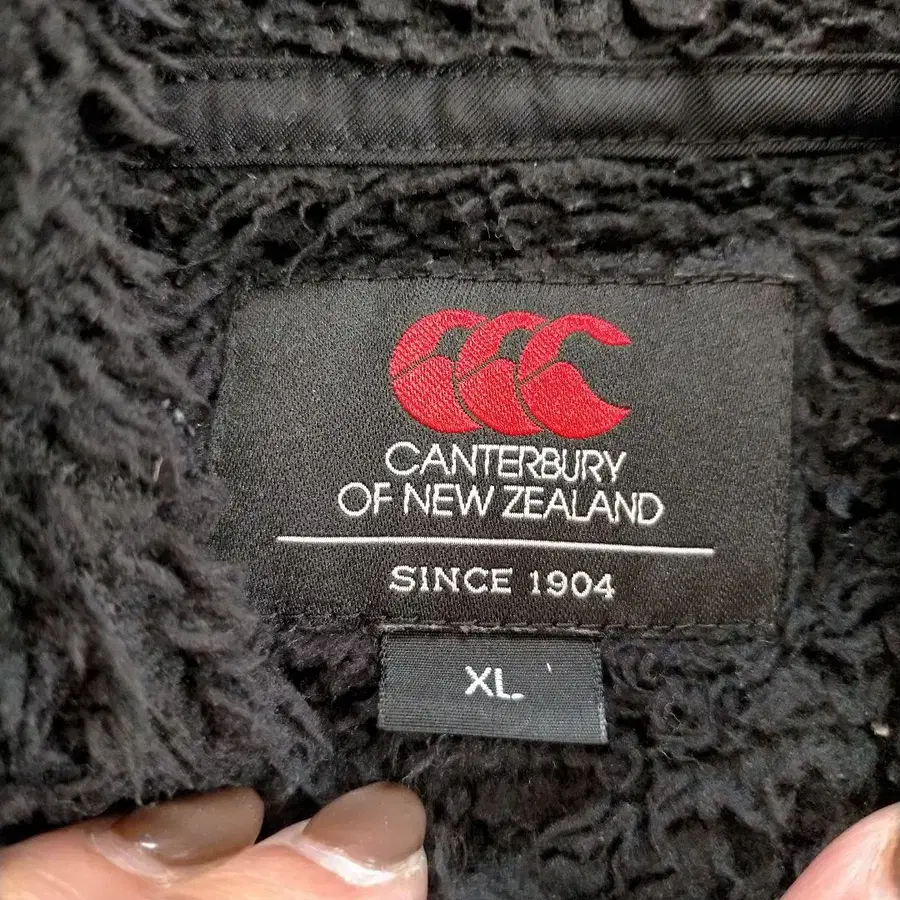 CANTERBURY
OF NEW ZEALAND
SINCE 1904
XL